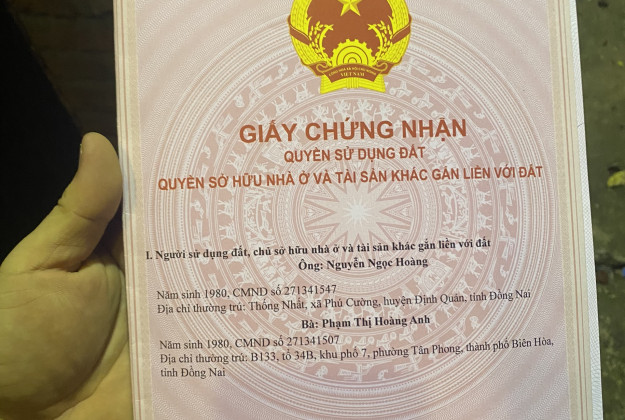 VIỆT NAM
GIẤY CHỨNG NHẬN
QUYỀN SỬ DỤNG ĐẤT
QUYỀN SỞ HỮU NHÀ Ở VÀ TÀI SẢN KHÁC GẮN LIỀN VỚI ĐẤT
I. Người sử dụng đất, chủ sở hữu nhà ở và tài sản khác gắn liền với đất
Ông: Nguyễn Ngọc Hoàng
Năm sinh 1980, CMND số 271341547
Địa chỉ thường trú: Thống Nhất, xã Phú Cường, huyện Định Quán, tỉnh Đồng Nai
Bà: Phạm Thị Hoàng Anh
Năm sinh 1980, CMND số 271341507
Địa chỉ thường trú: B133, tổ 34B, khu phố 7, phường Tân Phong, thành phố Biên Hòa,
tỉnh Đồng Nai